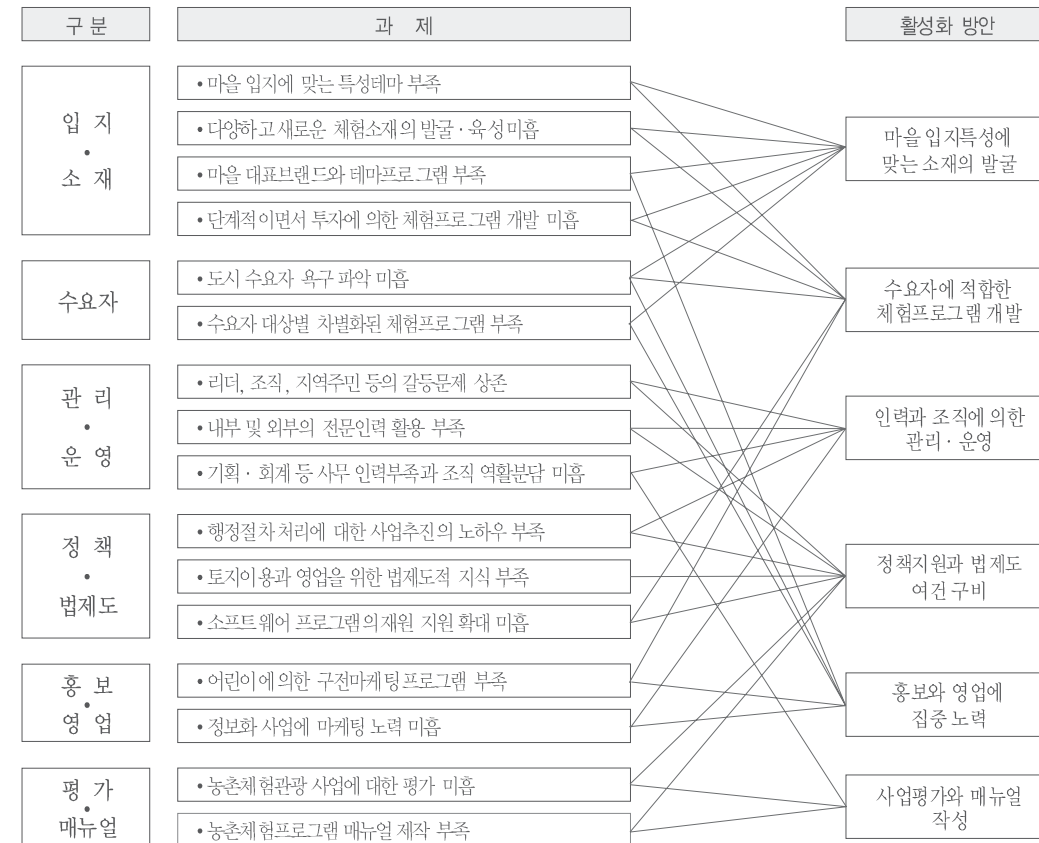 구 분
과 제
활성화 방안
입 지
•
소 재
• 마을 입지에 맞는 특성테마 부족
• 다양하고 새로운 체험소재의 발굴 · 육성미흡
• 마을 대표브랜드와 테마프로그램 부족
• 단계적이면서 투자에 의한 체험프로그램 개발 미흡
수요자
• 도시 수요자 욕구 파악 미흡
• 수요자 대상별 차별화된 체험프로그램 부족
관 리
•
운 영
• 리더, 조직, 지역주민 등의 갈등문제 상존
• 내부 및 외부의 전문인력 활용 부족
• 기획 · 회계 등 사무 인력부족과 조직 역활분담 미흡
정 책
•
법제도
• 행정절차 처리에 대한 사업추진의 노하우 부족
• 토지이용과 영업을 위한 법제도적 지식 부족
• 소프트웨어 프로그램의 재원 지원 확대 미흡
홍 보
•
영 업
• 어린이에 의한 구전마케팅 프로그램 부족
• 정보화 사업에 마케팅 노력 미흡
평 가
•
매뉴얼
• 농촌체험관광 사업에 대한 평가 미흡
• 농촌체험프로그램 매뉴얼 제작 부족
마을 입지특성에
맞는 소재의 발굴
수요자에 적합한
체험프로그램 개발
인력과 조직에 의한
관리 · 운영
정책지원과 법제도
여건 구비
홍보와 영업에
집중 노력
사업평가와 매뉴얼
작성